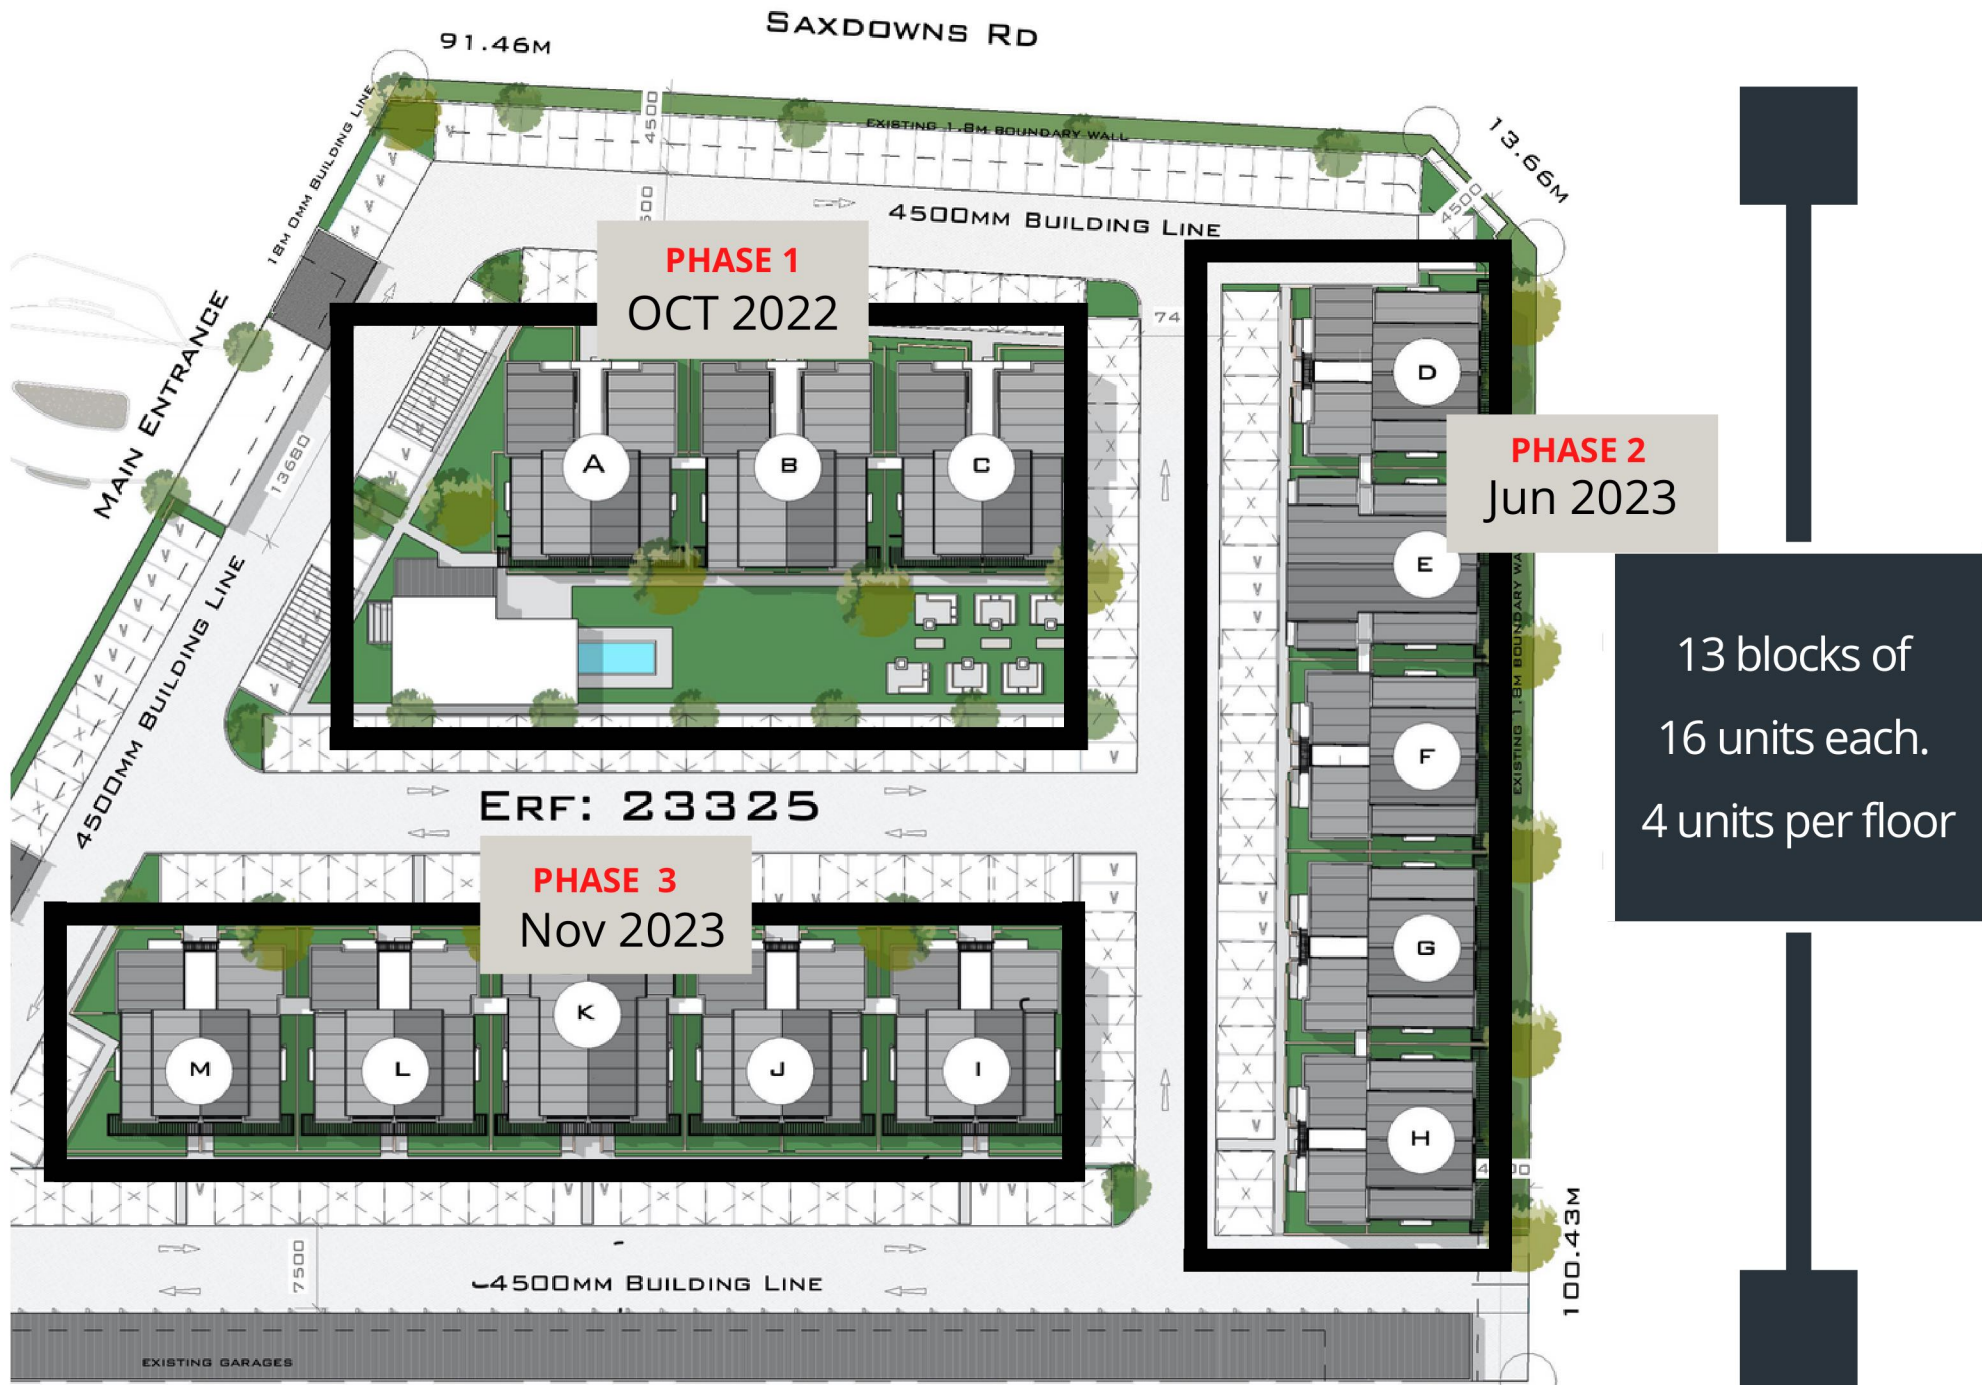 SAXDOWNS RD
91.46M
18M 0MM BUILDING LINE
4500
EXISTING 1.8M BOUNDARY WALL
13.66M
4500
4500MM BUILDING LINE
PHASE 1
OCT 2022
74
MAIN ENTRANCE
13680
A
B
C
D
PHASE 2
Jun 2023
E
EXISTING 1.8M BOUNDARY WA
4500MM BUILDING LINE
13 blocks of
16 units each.
4 units per floor
F
ERF: 23325
PHASE 3
Nov 2023
G
K
M
L
J
I
H
100.43M
7500
4500MM BUILDING LINE
EXISTING GARAGES